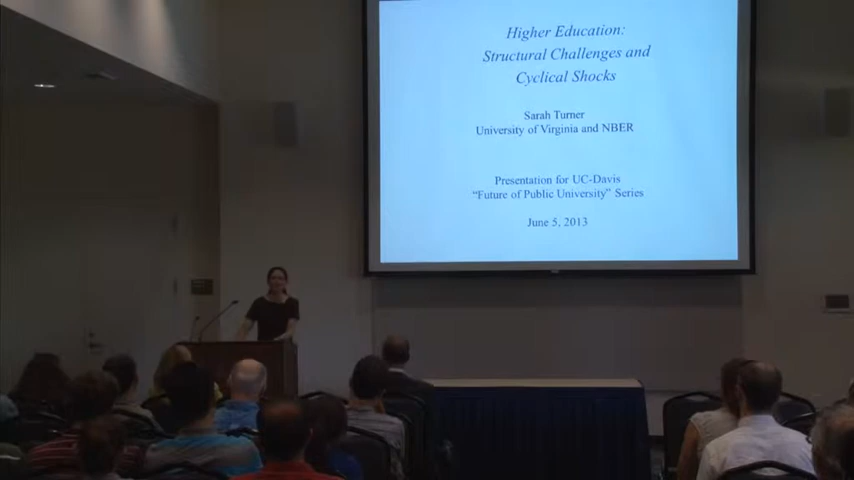 Higher Education:
Structural Challenges and
Cyclical Shocks
Sarah Turner
University of Virginia and NBER
Presentation for UC-Davis
“Future of Public University” Series
June 5, 2013